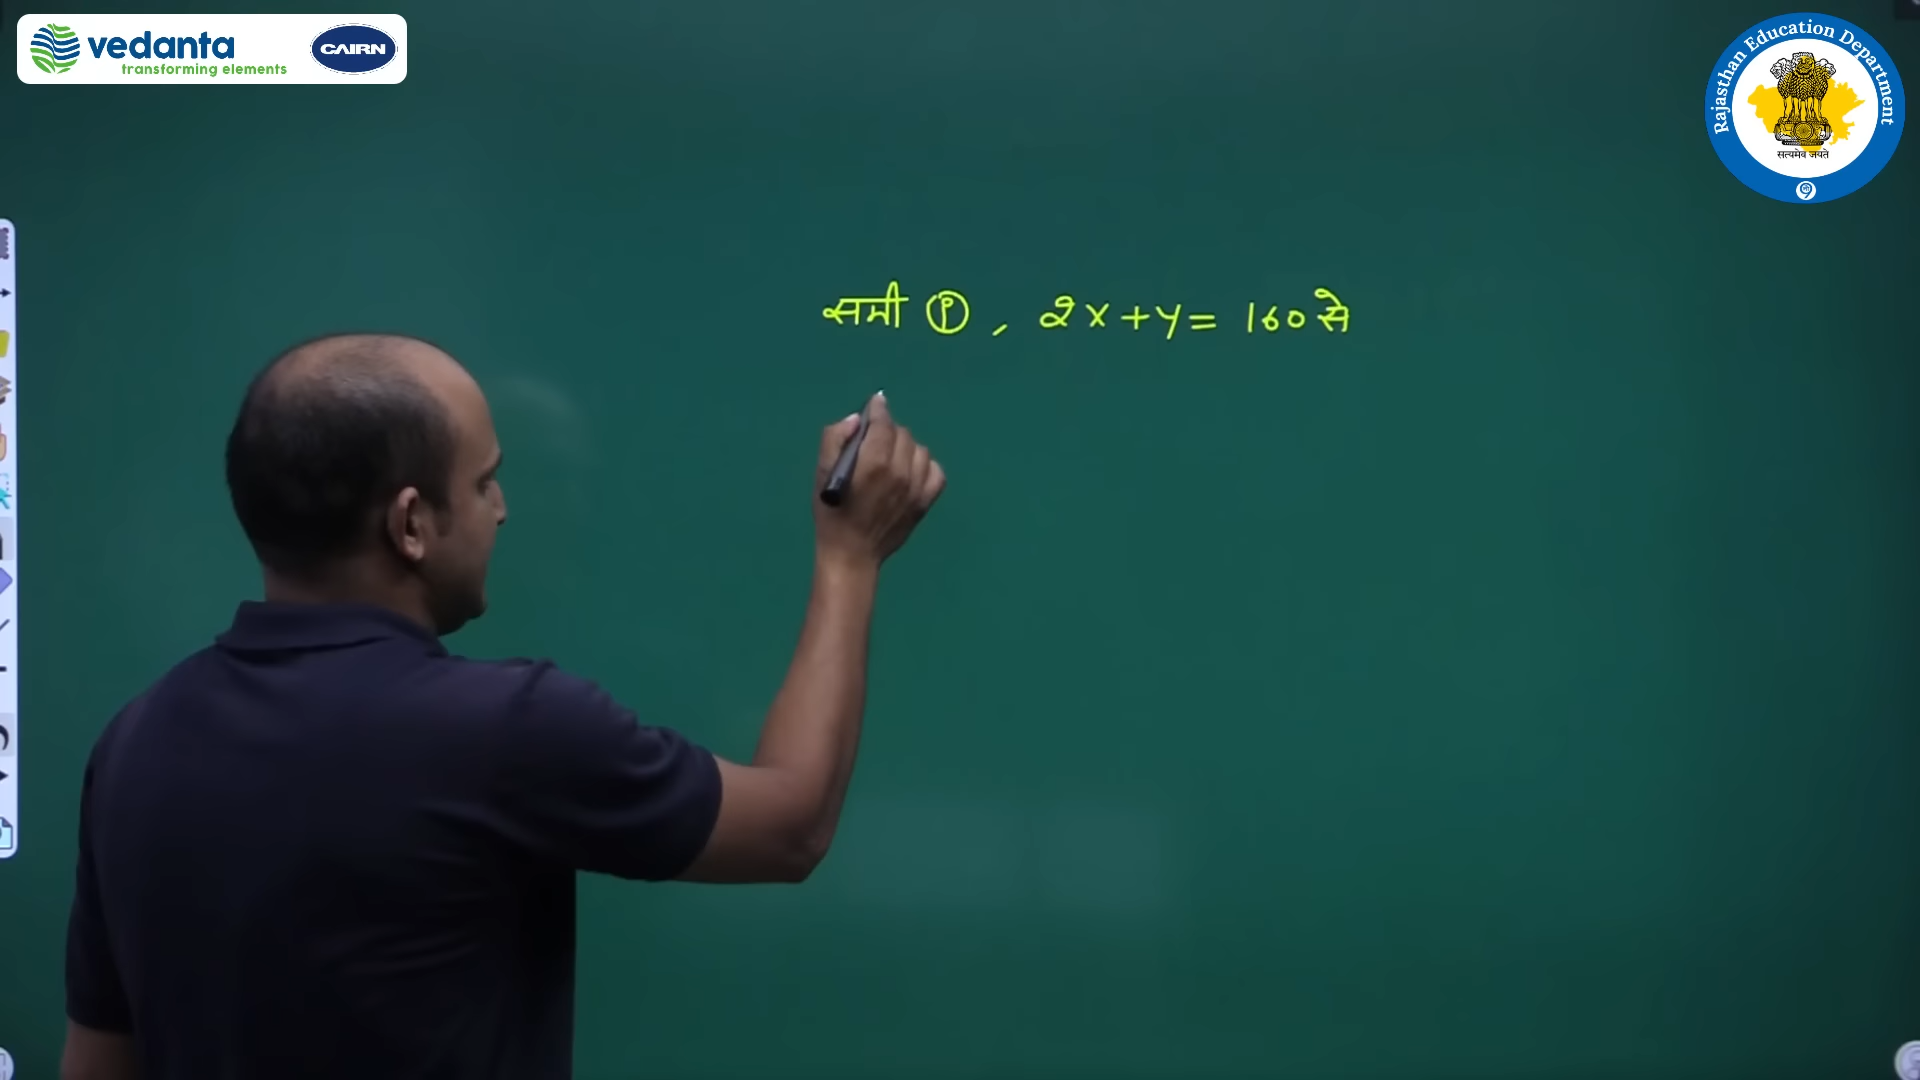 vedanta
transforming elements
CAIRN
Rajasthan Education Department
सत्यमेव जयते
समी ①, 2x+y= 160 से